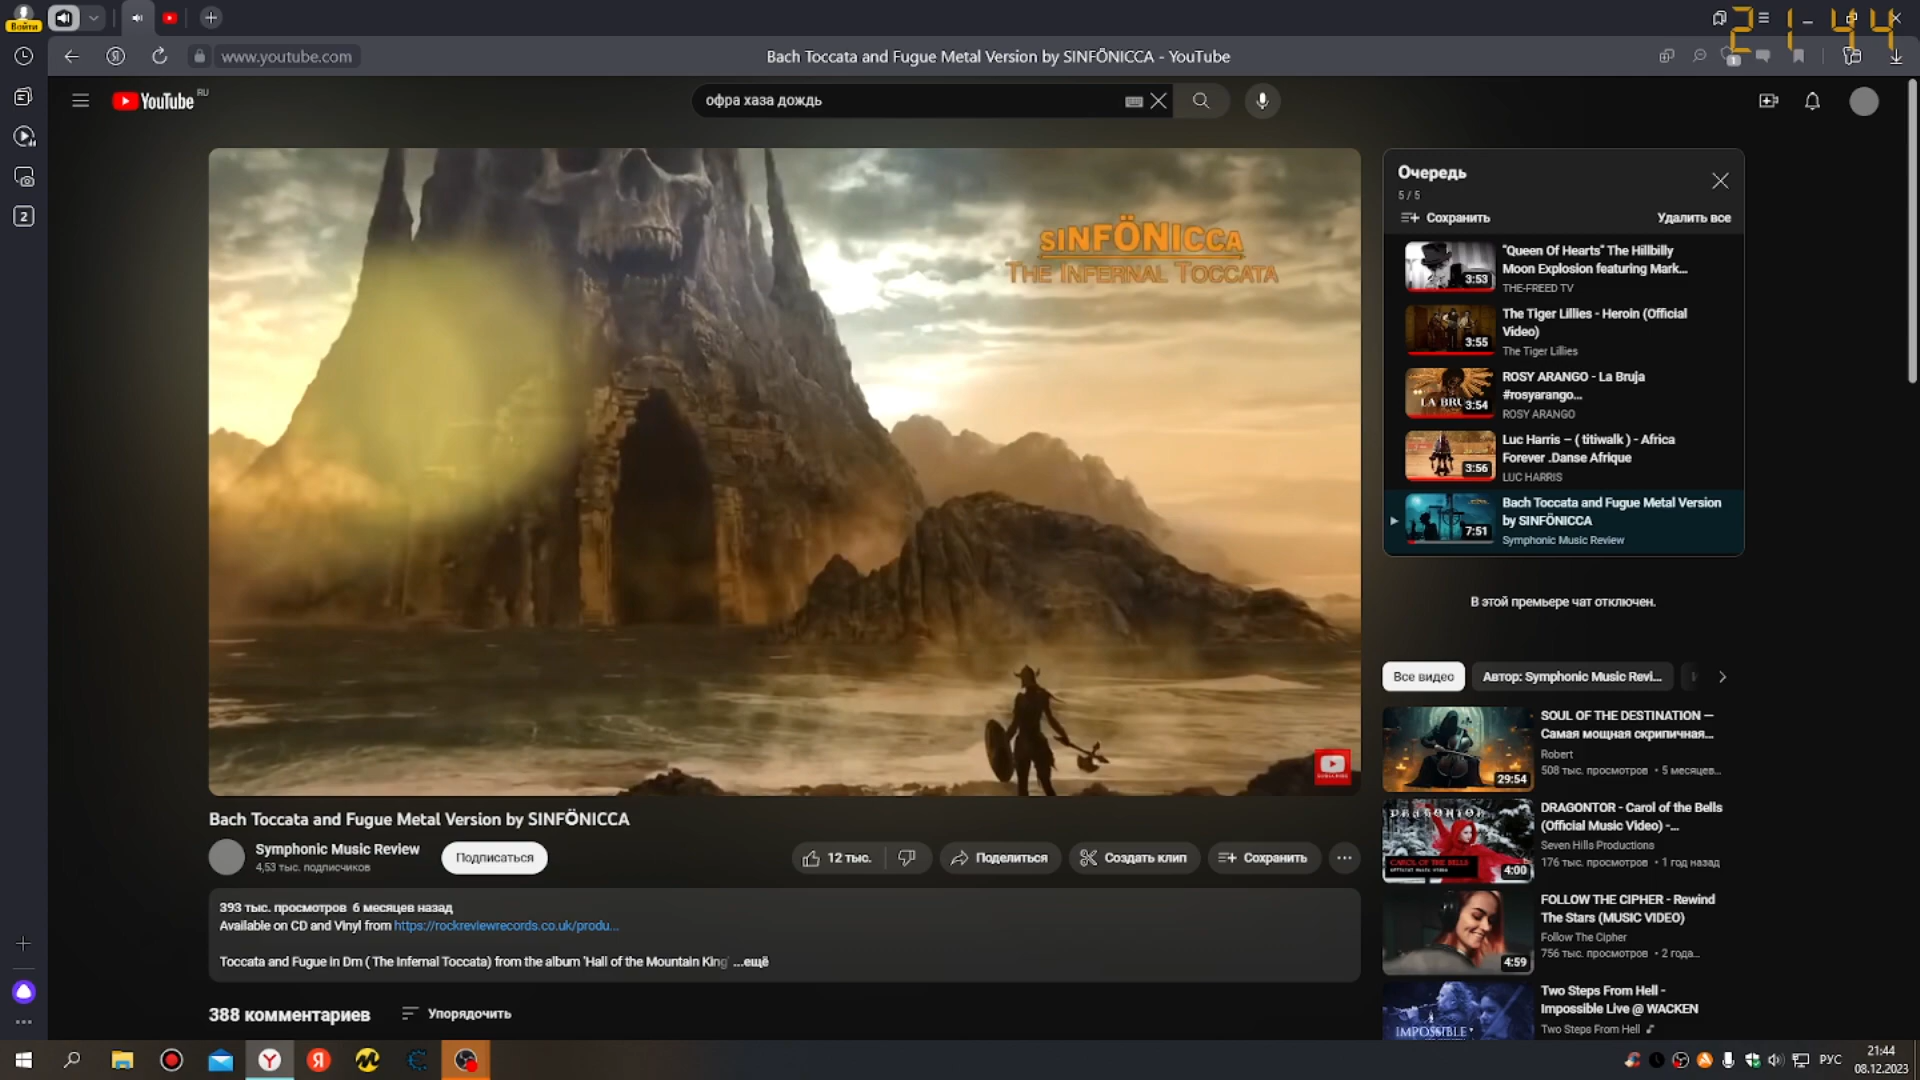 21 44
Войти
www.youtube.com
Bach Toccata and Fugue Metal Version by SINFÖNICCA - YouTube
1
2
YouTube RU
офра хаза дождь
SINFÖNICCA
THE INFERNAL TOCCATA
Очередь
5 / 5
Сохранить
Удалить все
3:53
"Queen Of Hearts" The Hillbilly
Moon Explosion featuring Mark...
THE-FREED TV
3:55
The Tiger Lillies - Heroin (Official
Video)
The Tiger Lillies
3:54
ROSY ARANGO - La Bruja
#rosyarango...
ROSY ARANGO
3:56
Luc Harris – ( titiwalk ) - Africa
Forever .Danse Afrique
LUC HARRIS
7:51
Bach Toccata and Fugue Metal Version
by SINFÖNICCA
Symphonic Music Review
В этой премьере чат отключен.
Все видео
Автор: Symphonic Music Revi...
29:54
SOUL OF THE DESTINATION —
Самая мощная скрипичная...
Robert
508 тыс. просмотров • 5 месяцев...
DRAGONTOR
CAROL OF THE BELLS
4:00
DRAGONTOR - Carol of the Bells
(Official Music Video) -...
Seven Hills Productions
176 тыс. просмотров • 1 год назад
4:59
FOLLOW THE CIPHER - Rewind
The Stars (MUSIC VIDEO)
Follow The Cipher
756 тыс. просмотров • 2 года...
IMPOSSIBLE
Two Steps From Hell -
Impossible Live @ WACKEN
Two Steps From Hell
Bach Toccata and Fugue Metal Version by SINFÖNICCA
Symphonic Music Review
4,53 тыс. подписчиков
Подписаться
12 тыс.
Поделиться
Создать клип
Сохранить
393 тыс. просмотров 6 месяцев назад
Available on CD and Vinyl from https://rockreviewrecords.co.uk/produ...
Toccata and Fugue in Dm ( The Infernal Toccata) from the album 'Hall of the Mountain King' ...ещё
388 комментариев
Упорядочить
РУС
21:44
08.12.2023